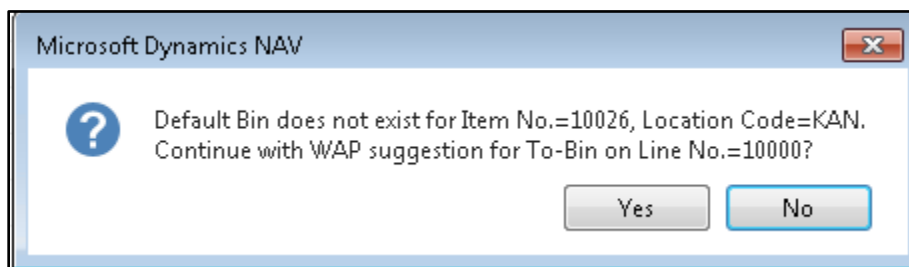 Microsoft Dynamics NAV
Default Bin does not exist for Item No.=10026, Location Code=KAN.
Continue with WAP suggestion for To-Bin on Line No.=10000?
Yes No